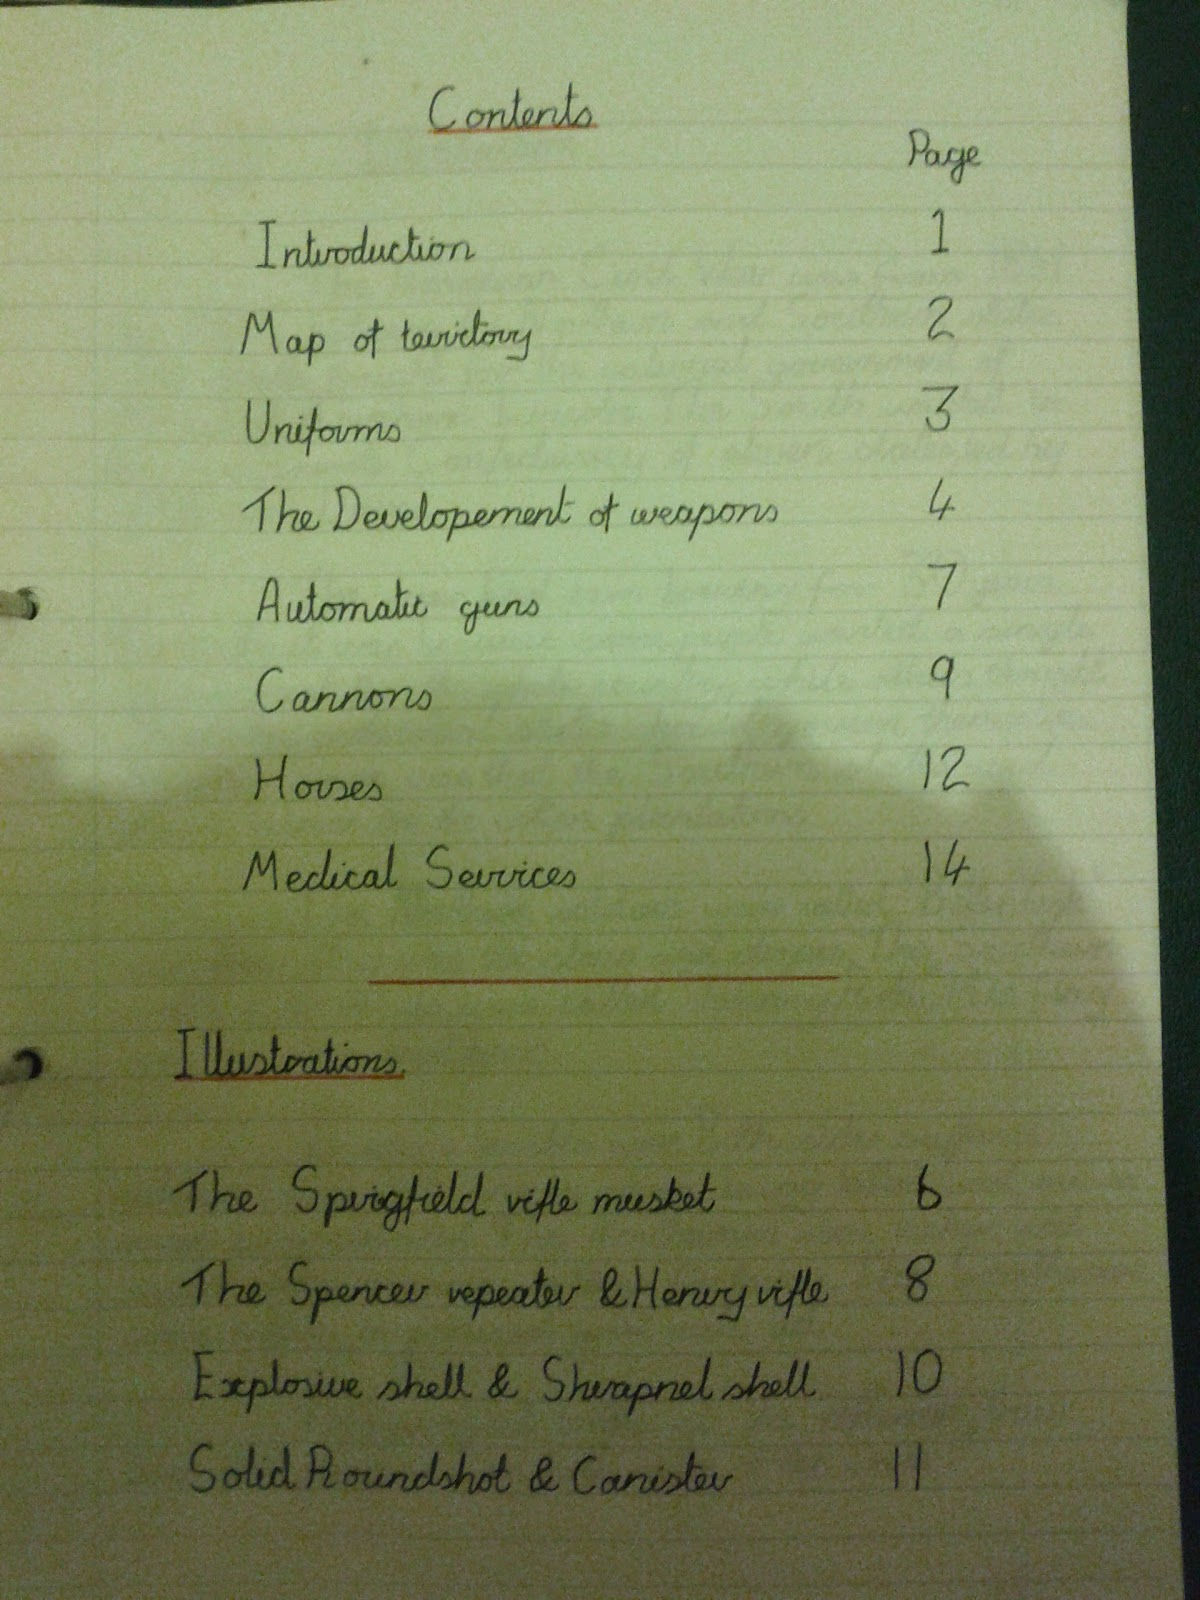 Contents
Page
Introduction 1
Map of territory 2
Uniforms 3
The Developement of weapons 4
Automatic guns 7
Cannons 9
Horses 12
Medical Services 14
Illustrations.
The Springfield rifle musket 6
The Spencer repeater & Henry rifle 8
Explosive shell & Shrapnel shell 10
Solid Roundshot & Canister 11